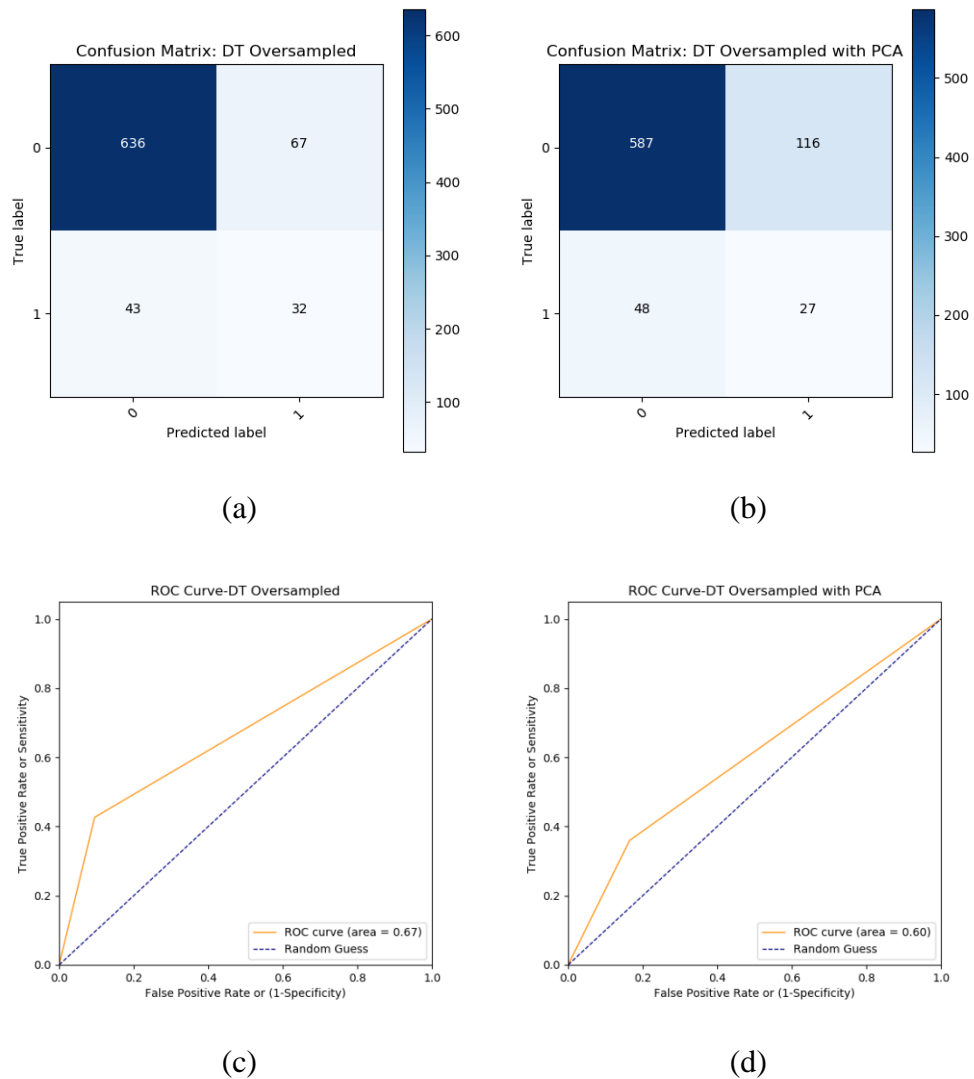 Confusion Matrix: DT Oversampled
0
1
True label
636
67
43
32
0
1
Predicted label
600
500
400
300
200
100
(a)
Confusion Matrix: DT Oversampled with PCA
0
1
True label
587
116
48
27
0
1
Predicted label
500
400
300
200
100
(b)
ROC Curve-DT Oversampled
True Positive Rate or Sensitivity
1.0
0.8
0.6
0.4
0.2
0.0
ROC curve (area = 0.67)
Random Guess
0.0 0.2 0.4 0.6 0.8 1.0
False Positive Rate or (1-Specificity)
(c)
ROC Curve-DT Oversampled with PCA
True Positive Rate or Sensitivity
1.0
0.8
0.6
0.4
0.2
0.0
ROC curve (area = 0.60)
Random Guess
0.0 0.2 0.4 0.6 0.8 1.0
False Positive Rate or (1-Specificity)
(d)